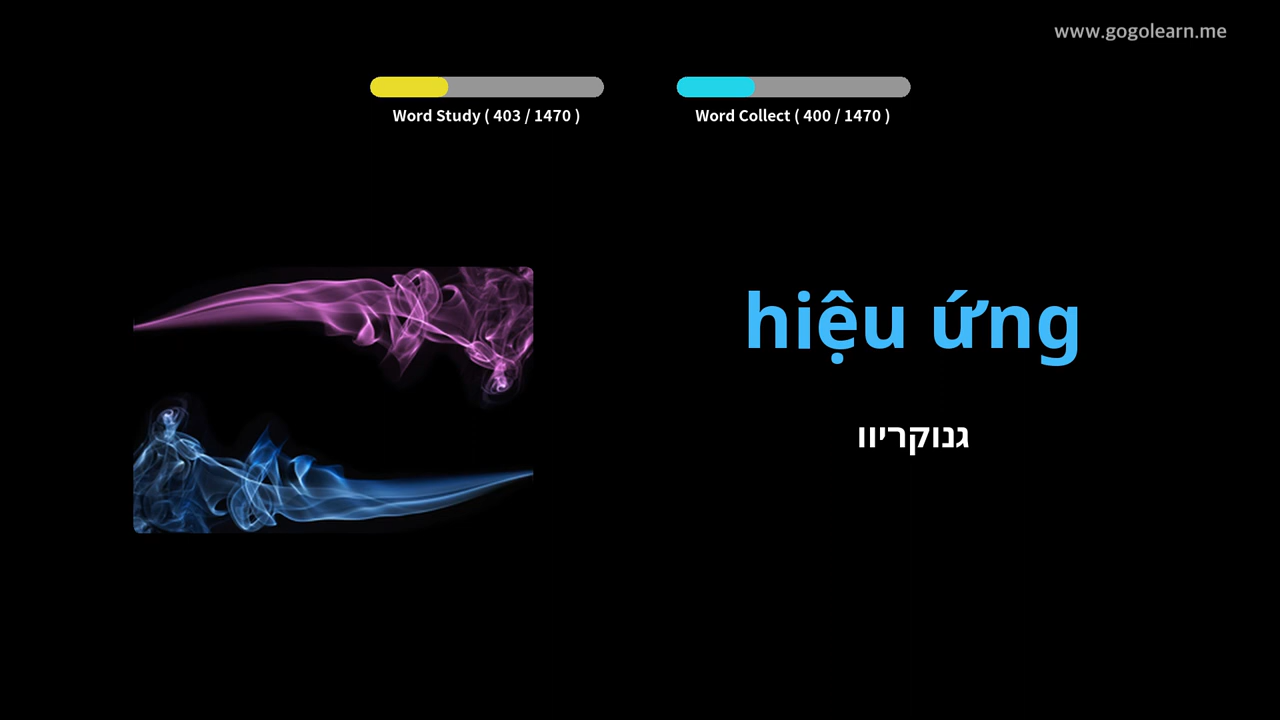 www.gogolearn.me
Word Study ( 403 / 1470 )
Word Collect ( 400 / 1470 )
hiệu ứng
גנוקריוו